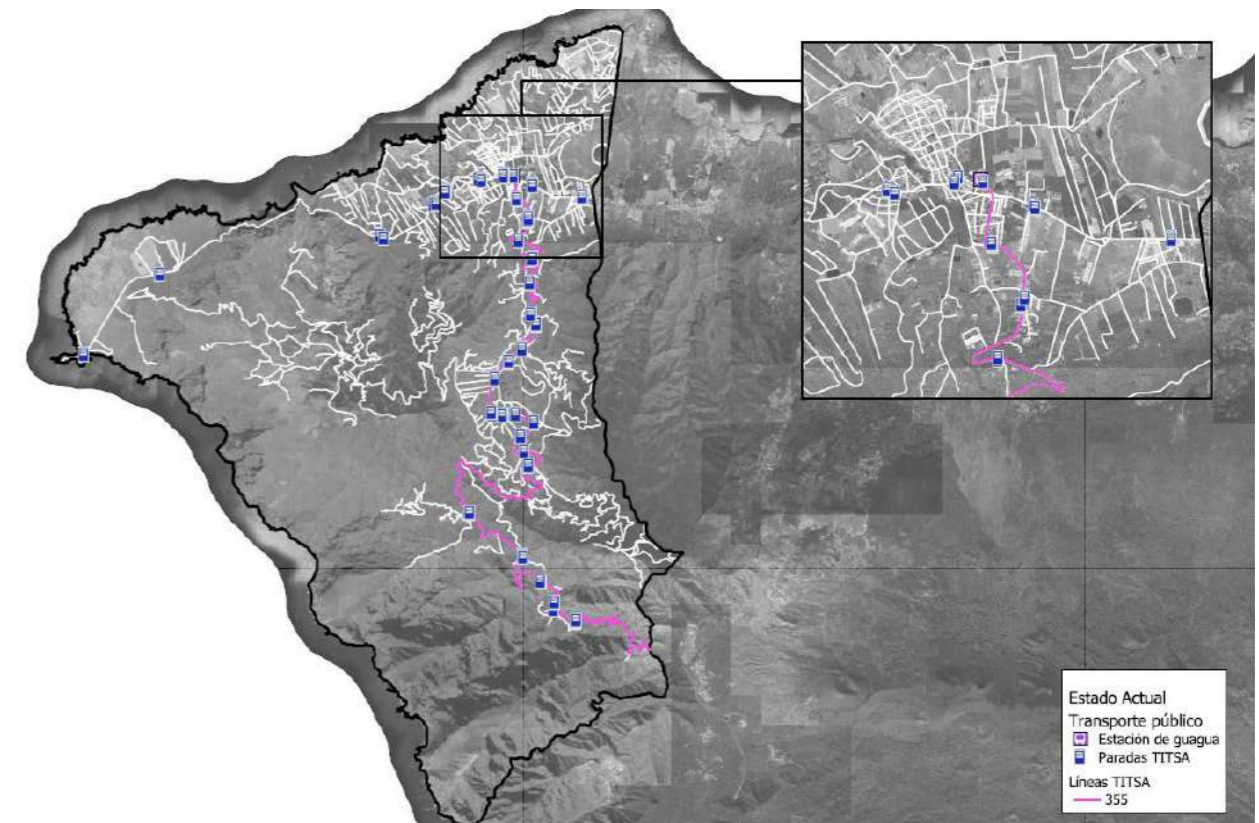 Estado Actual
Transporte público
Estación de guagua
Paradas TITSA
Líneas TITSA
355